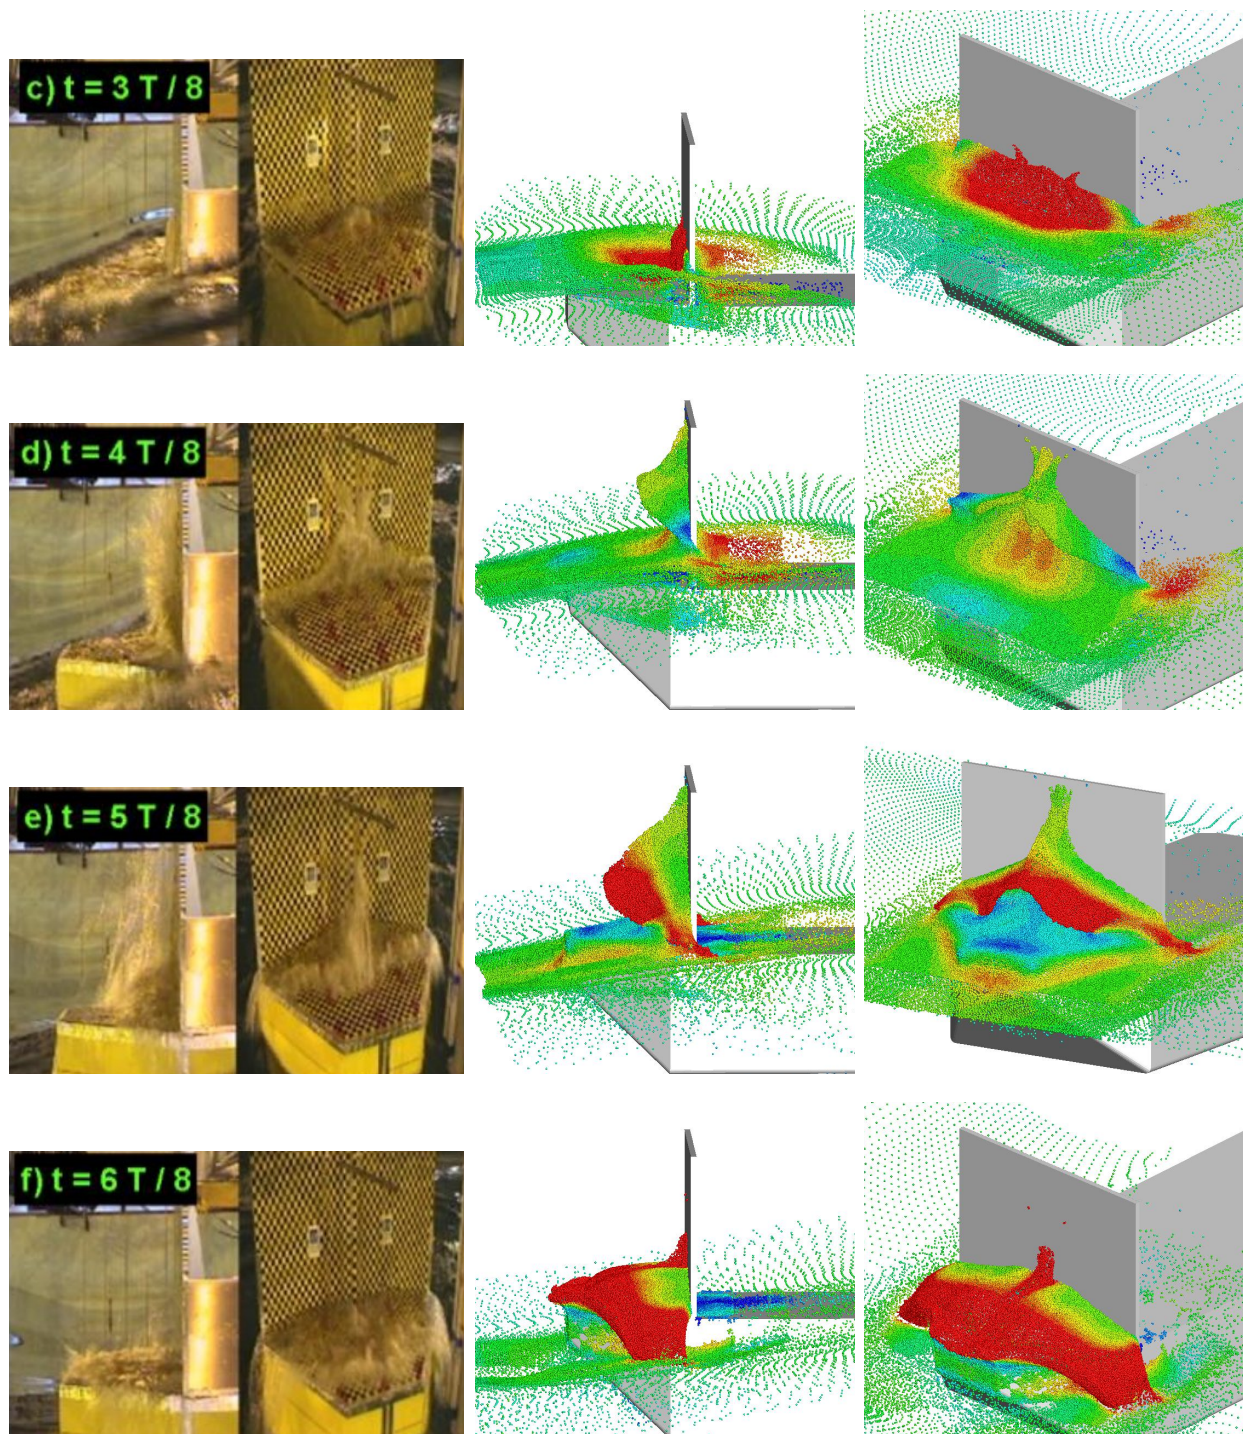 c) t = 3 T / 8
d) t = 4 T / 8
e) t = 5 T / 8
f) t = 6 T / 8